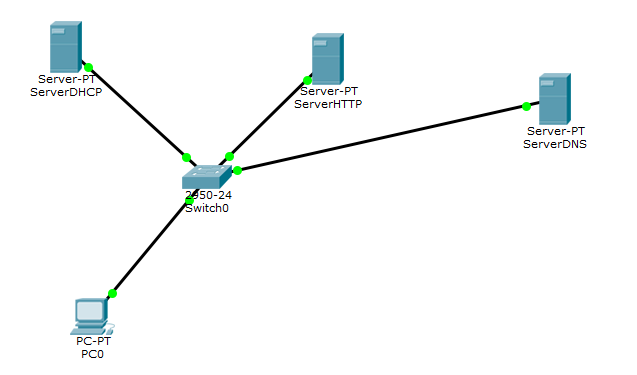 Server-PT
ServerDHCP
Server-PT
ServerHTTP
Server-PT
ServerDNS
2950-24
Switch0
PC-PT
PC0